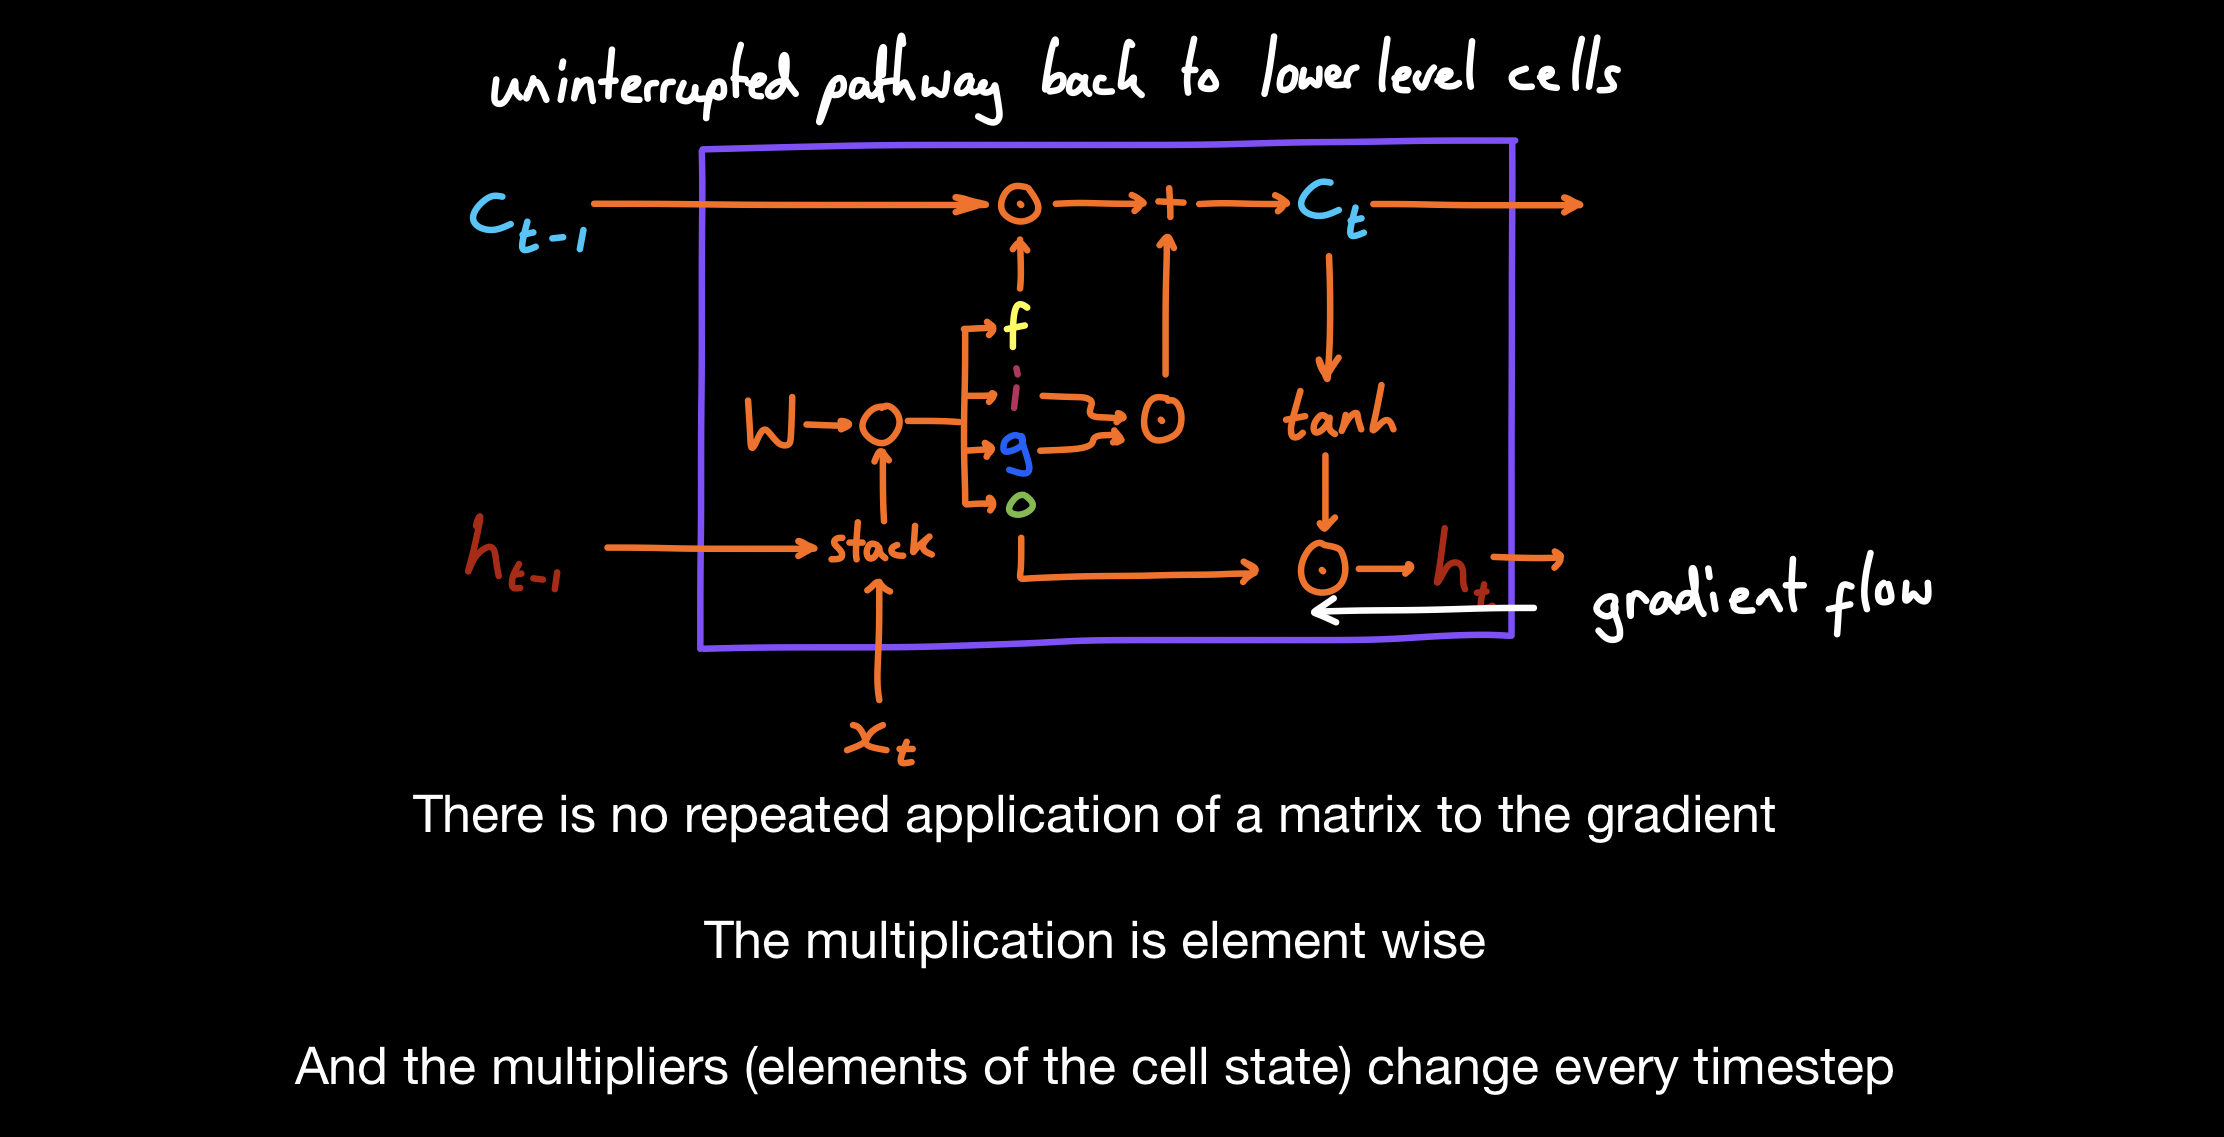 uninterrupted pathway back to lower level cells
C_{t-1} ⊙ + C_t
f
i
W g ⊙ tanh
o
h_{t-1} stack ⊙ h_t
gradient flow
x_t
There is no repeated application of a matrix to the gradient
The multiplication is element wise
And the multipliers (elements of the cell state) change every timestep